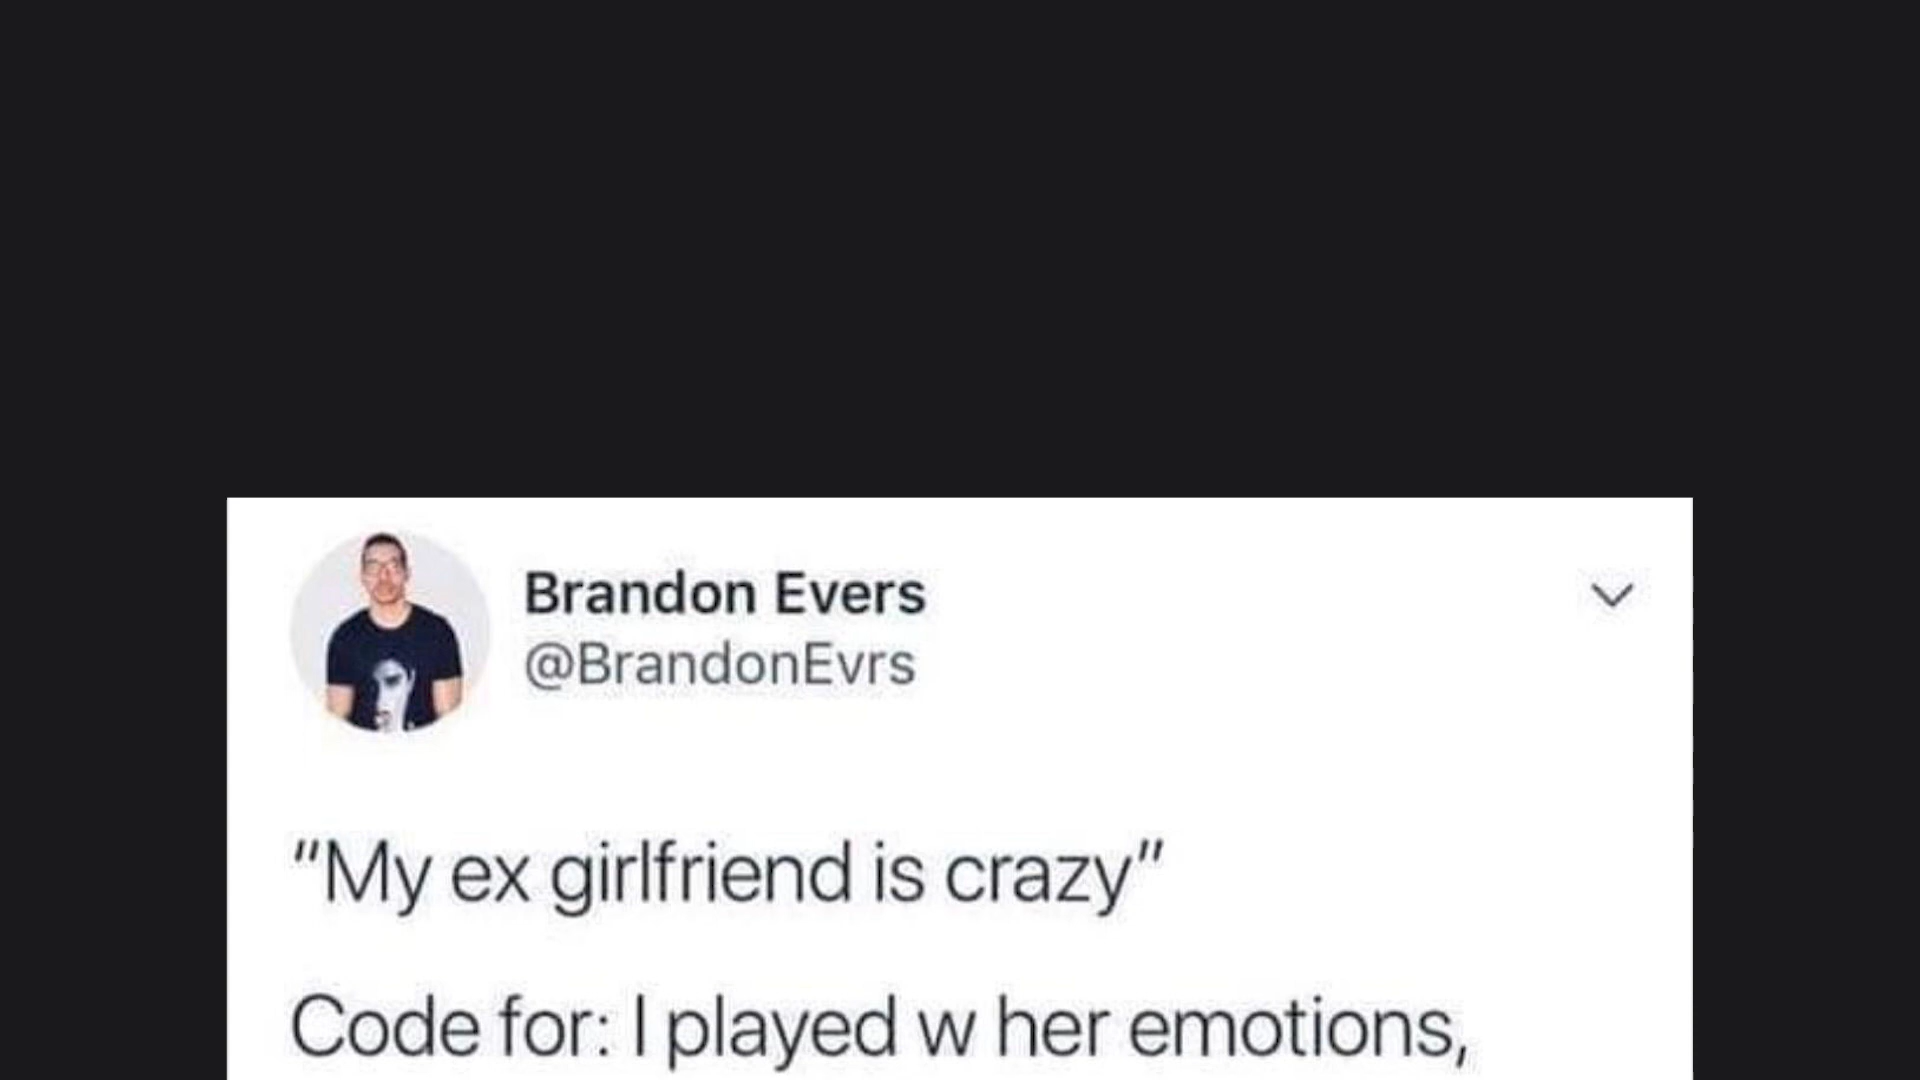 Brandon Evers
@BrandonEvrs
"My ex girlfriend is crazy"
Code for: I played w her emotions,